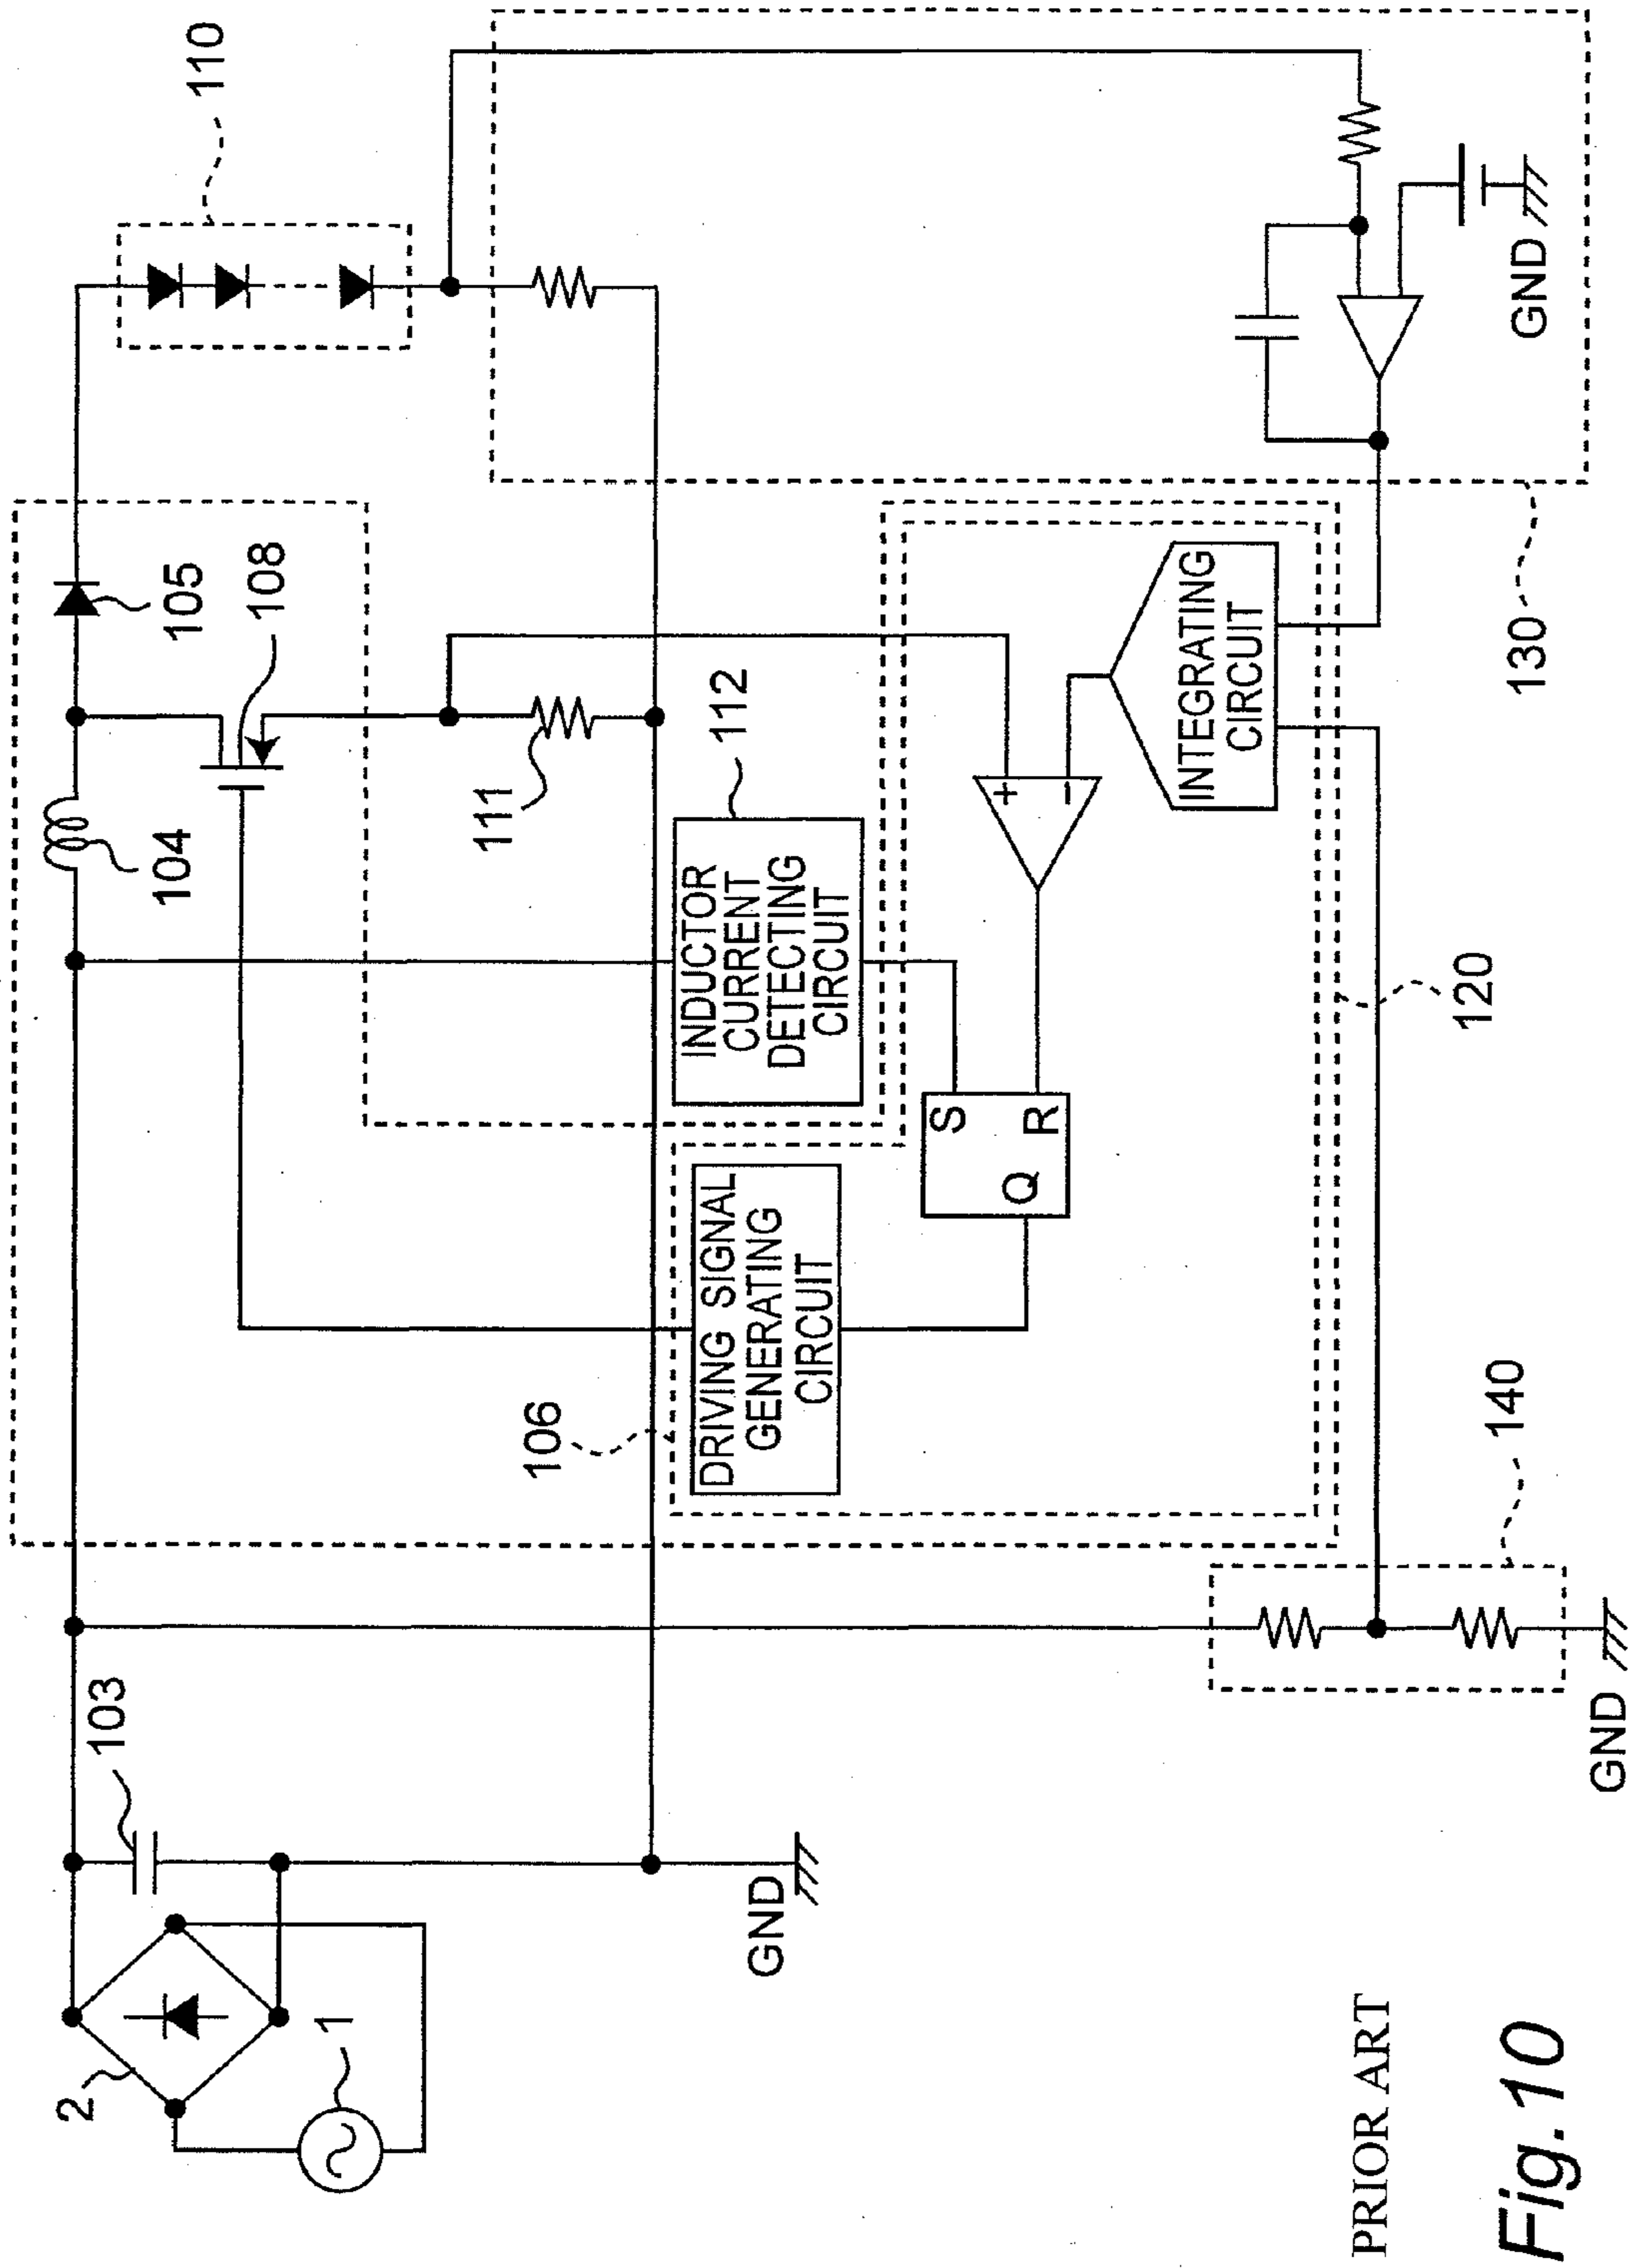 110
105
108
104
112
111
INDUCTOR
CURRENT
DETECTING
CIRCUIT
103
106
DRIVING SIGNAL
GENERATING
CIRCUIT
S
R
Q
+
−
INTEGRATING
CIRCUIT
GND
130
120
140
GND
GND
2
1
PRIOR ART
Fig.10